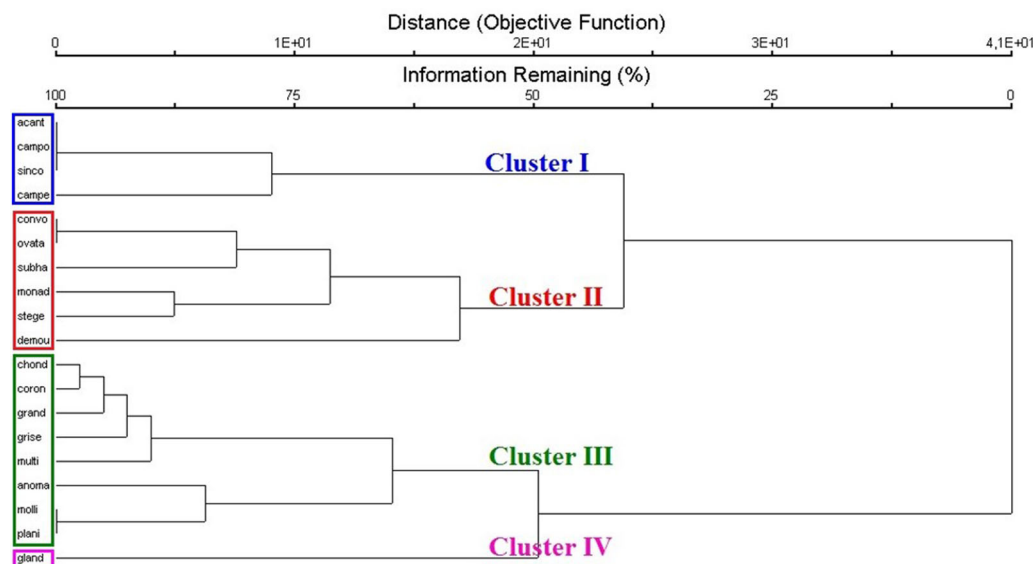 Distance (Objective Function)
0 1E+01 2E+01 3E+01 4,1E+01
Information Remaining (%)
100 75 50 25 0
acant
campo
sinco
campe
Cluster I
convo
ovata
subha
monad
stege
demou
Cluster II
chond
coron
grand
grise
multi
anoma
molli
plani
Cluster III
gland
Cluster IV